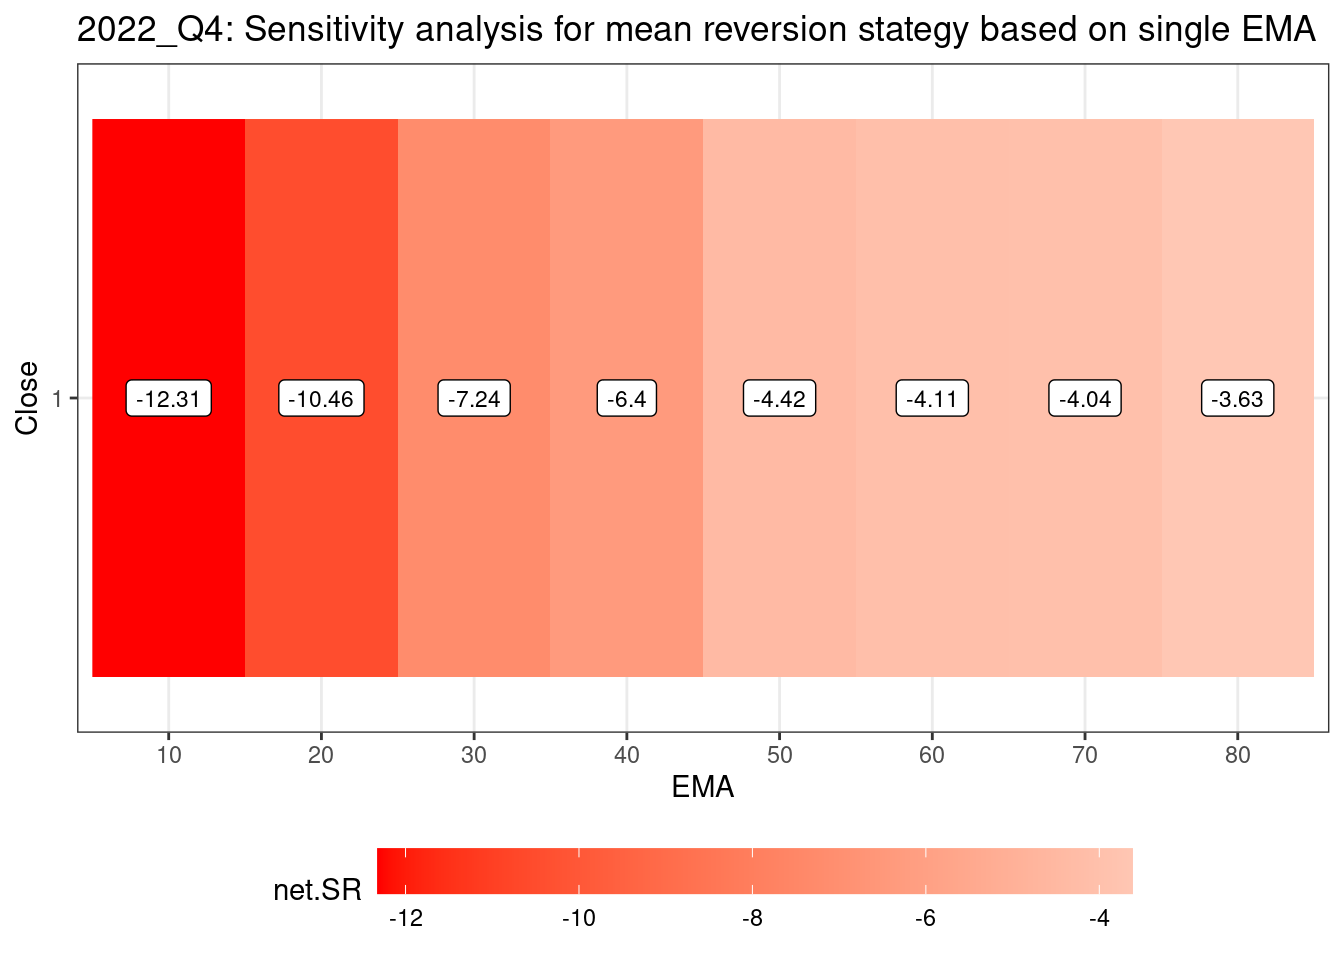 2022_Q4: Sensitivity analysis for mean reversion stategy based on single EMA
Close
1
-12.31 -10.46 -7.24 -6.4 -4.42 -4.11 -4.04 -3.63
10 20 30 40 50 60 70 80
EMA
net.SR
-12 -10 -8 -6 -4